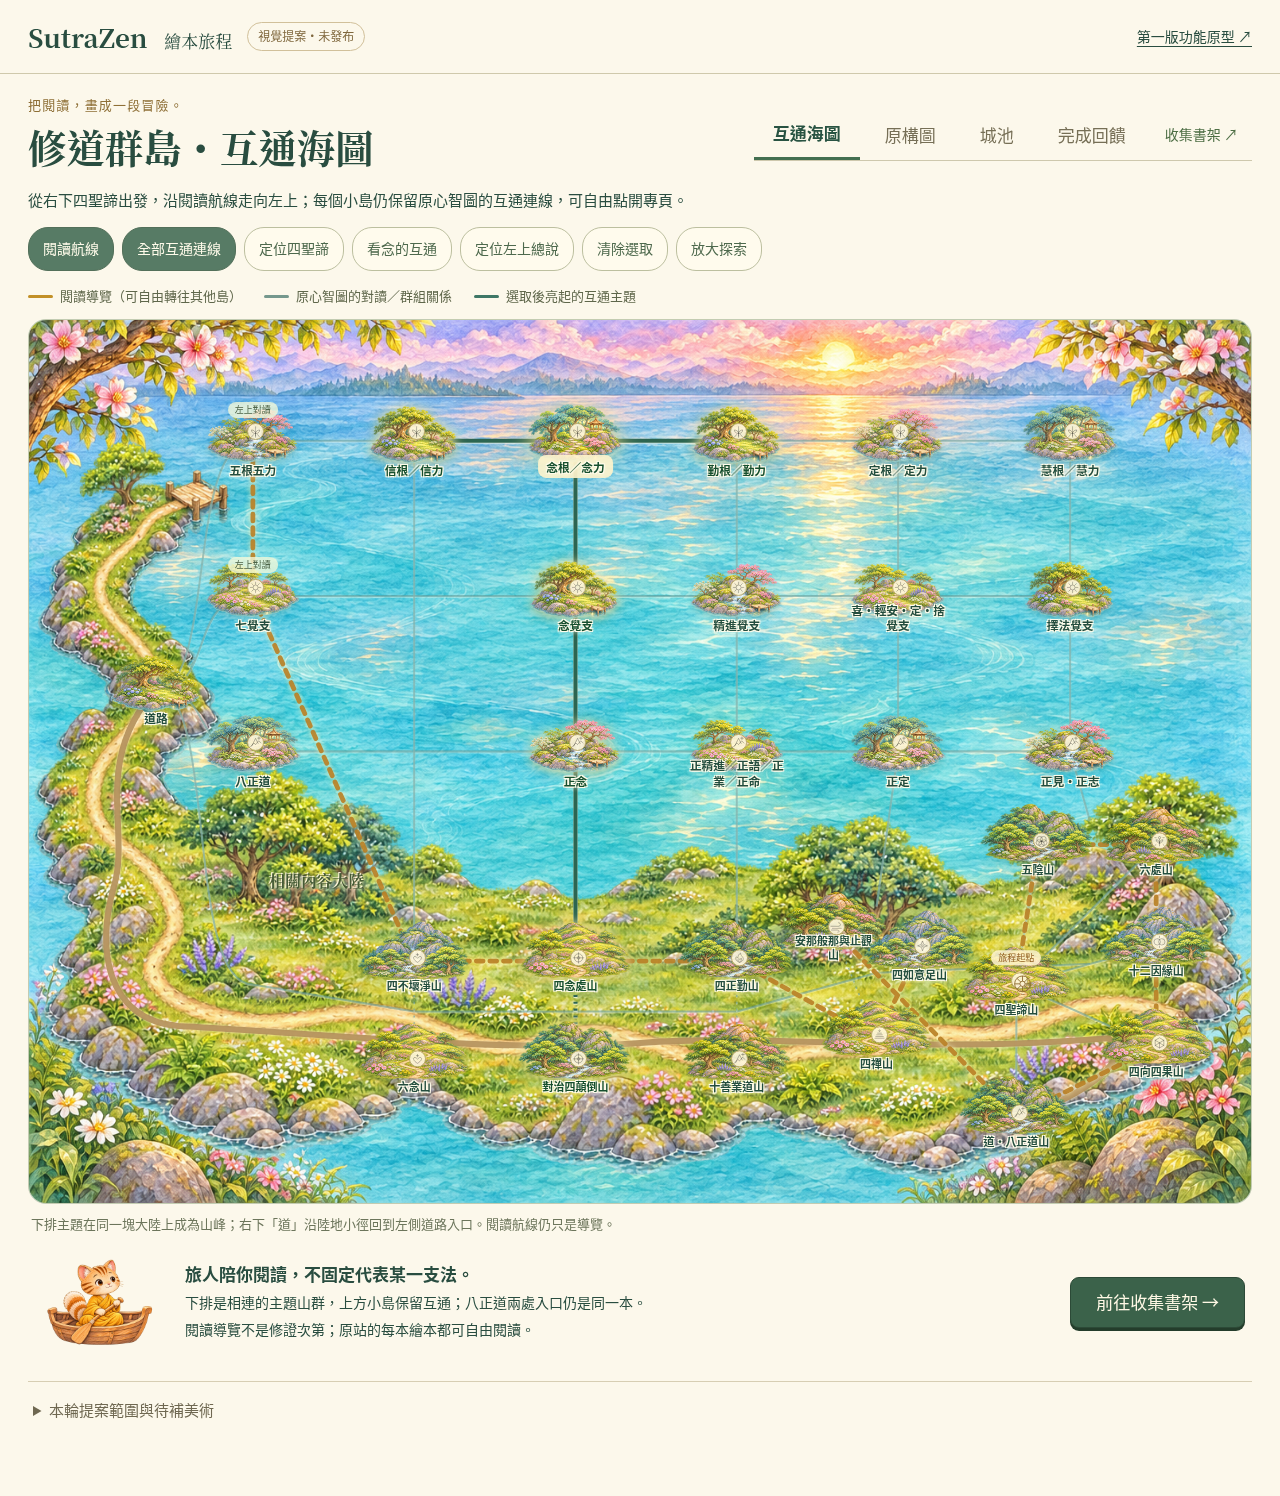 SutraZen 繪本旅程 視覺提案・未發布 第一版功能原型 ↗
把閱讀，畫成一段冒險。
修道群島・互通海圖
互通海圖 原構圖 城池 完成回饋 收集書架 ↗
從右下四聖諦出發，沿閱讀航線走向左上；每個小島仍保留原心智圖的互通連線，可自由點開專頁。
閱讀航線 全部互通連線 定位四聖諦 看念的互通 定位左上總說 清除選取 放大探索
閱讀導覽（可自由轉往其他島） 原心智圖的對讀／群組關係 選取後亮起的互通主題
左上對讀
五根五力 信根／信力 念根／念力 勤根／勤力 定根／定力 慧根／慧力
左上對讀
七覺支 念覺支 精進覺支 喜・輕安・定・捨
覺支 擇法覺支
道路
八正道 正念 正精進／正語／正
業／正命 正定 正見・正志
五陰山 六處山
相關內容大陸
安那般那與止觀
山
四不壞淨山 四念處山 四正勤山 四如意足山 旅程起點
四聖諦山 十二因緣山
六念山 對治四顛倒山 十善業道山 四禪山 四向四果山
道・八正道山
下排主題在同一塊大陸上成為山峰；右下「道」沿陸地小徑回到左側道路入口。閱讀航線仍只是導覽。
旅人陪你閱讀，不固定代表某一支法。
下排是相連的主題山群，上方小島保留互通；八正道兩處入口仍是同一本。
閱讀導覽不是修證次第；原站的每本繪本都可自由閱讀。
前往收集書架 →
▶ 本輪提案範圍與待補美術